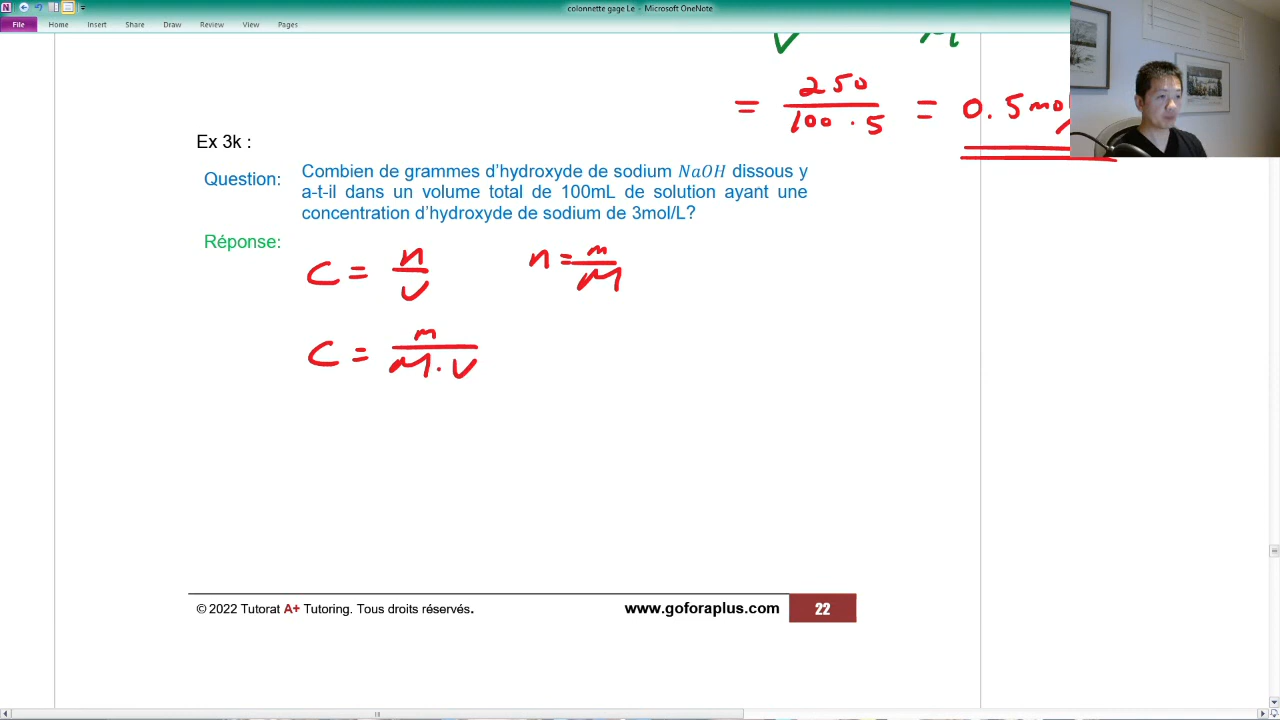 colonnette gage Le - Microsoft OneNote
File Home Insert Share Draw Review View Pages
V M
= 250 / 100 · 5 = 0.5 mol
Ex 3k :
Question: Combien de grammes d'hydroxyde de sodium NaOH dissous y
a-t-il dans un volume total de 100mL de solution ayant une
concentration d'hydroxyde de sodium de 3mol/L?
Réponse:
C = n / V n = m / M
C = m / M · V
© 2022 Tutorat A+ Tutoring. Tous droits réservés. www.goforaplus.com 22